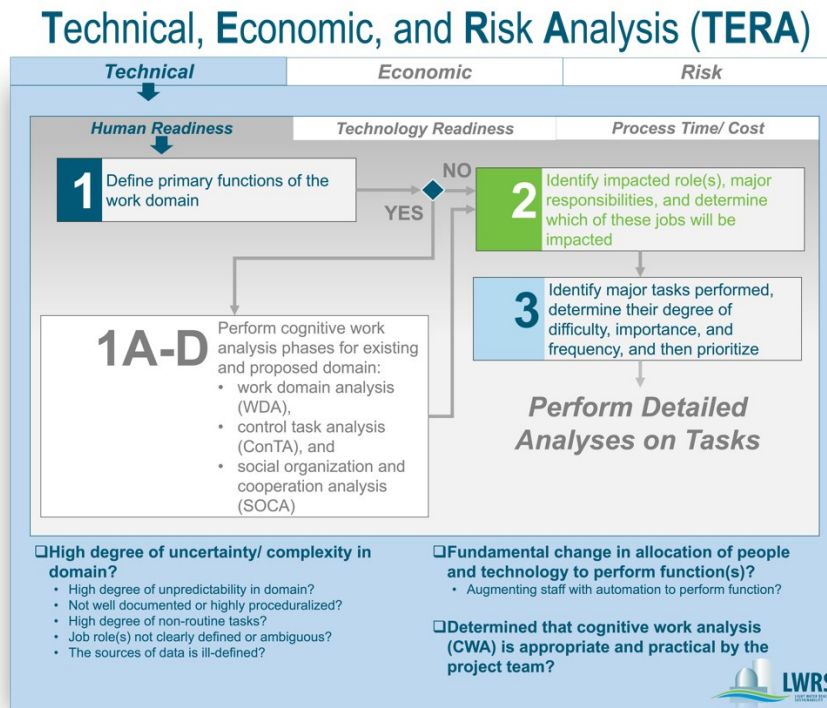 Technical, Economic, and Risk Analysis (TERA)
Technical
Economic
Risk
Human Readiness
Technology Readiness
Process Time/ Cost
1
Define primary functions of the
work domain
NO
YES
2
Identify impacted role(s), major
responsibilities, and determine
which of these jobs will be
impacted
3
Identify major tasks performed,
determine their degree of
difficulty, importance, and
frequency, and then prioritize
1A-D
Perform cognitive work
analysis phases for existing
and proposed domain:
• work domain analysis
(WDA),
• control task analysis
(ConTA), and
• social organization and
cooperation analysis
(SOCA)
Perform Detailed
Analyses on Tasks
❑High degree of uncertainty/ complexity in
domain?
• High degree of unpredictability in domain?
• Not well documented or highly proceduralized?
• High degree of non-routine tasks?
• Job role(s) not clearly defined or ambiguous?
• The sources of data is ill-defined?
❑Fundamental change in allocation of people
and technology to perform function(s)?
• Augmenting staff with automation to perform function?
❑Determined that cognitive work analysis
(CWA) is appropriate and practical by the
project team?
LWRS